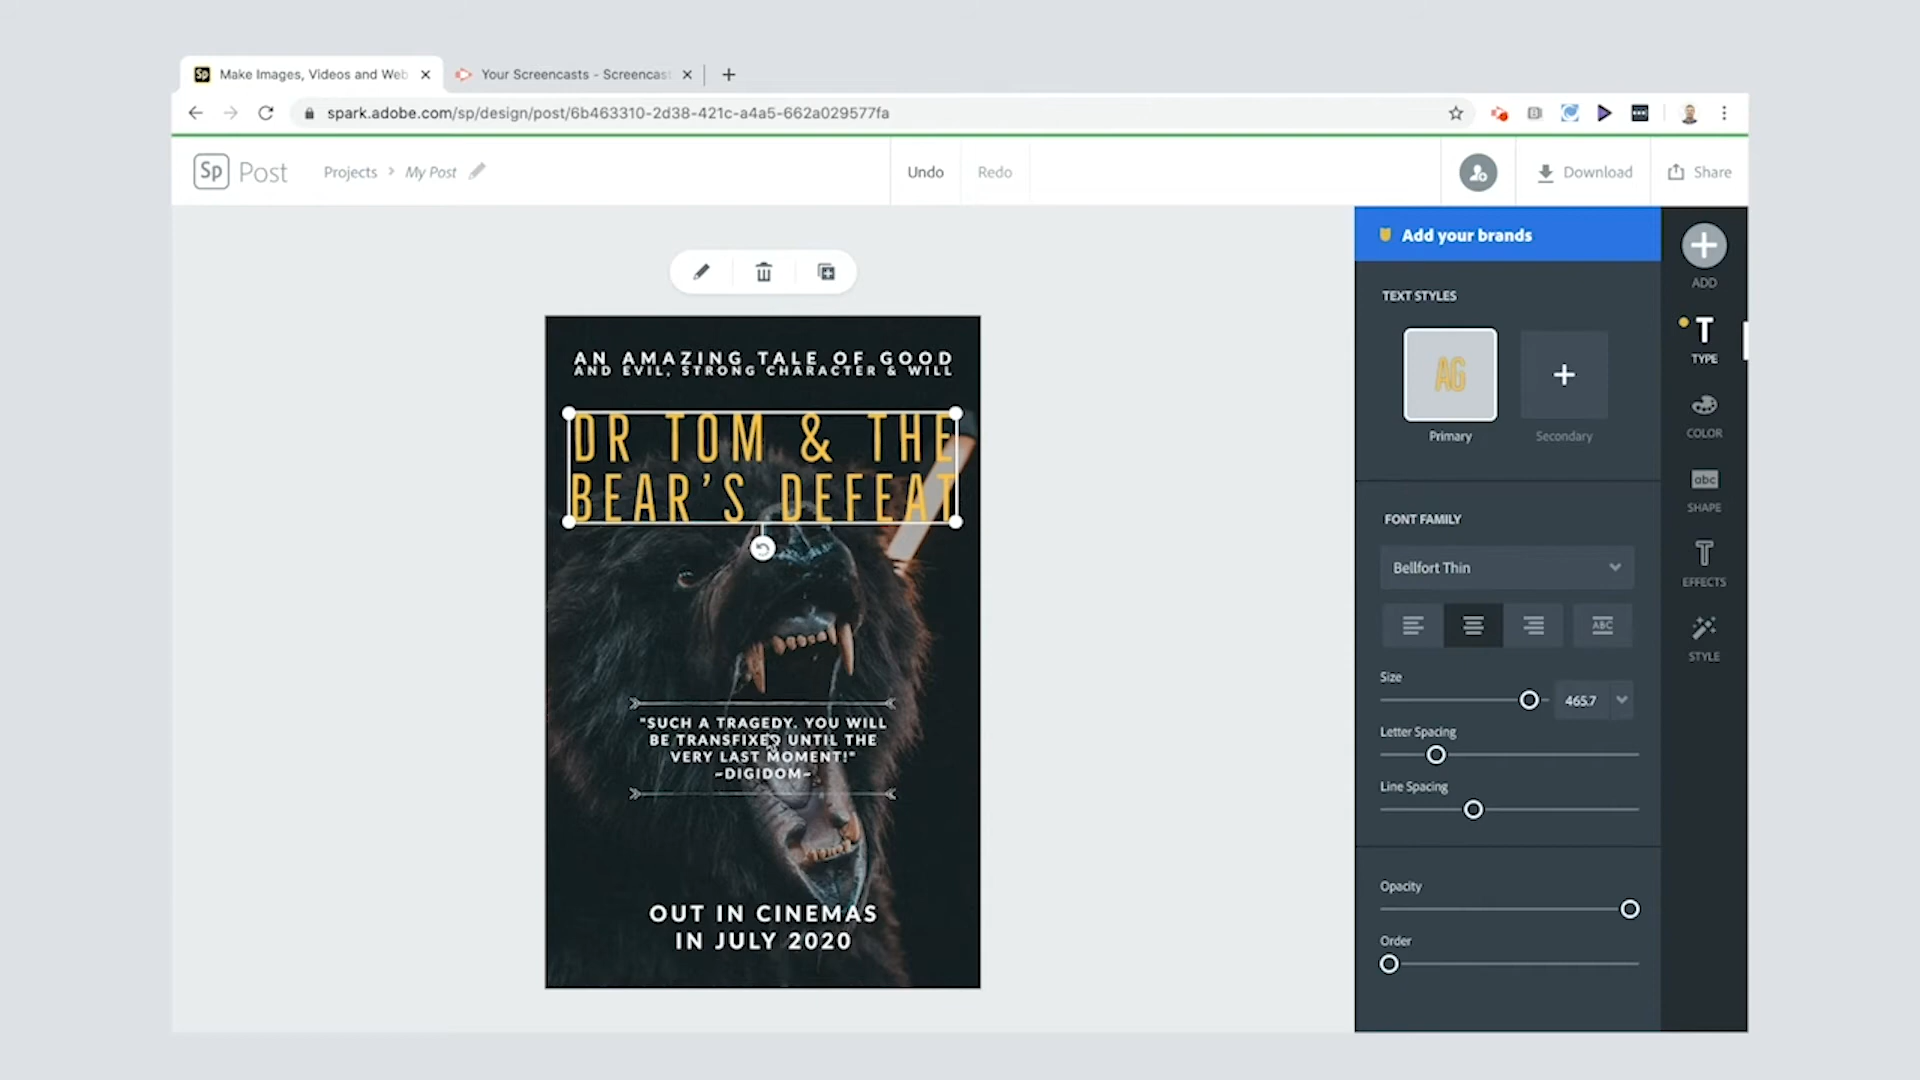 Sp Make Images, Videos and Web
Your Screencasts - Screencast
spark.adobe.com/sp/design/post/6b463310-2d38-421c-a4a5-662a029577fa
Sp Post
Projects > My Post
Undo
Redo
Download
Share
AN AMAZING TALE OF GOOD
AND EVIL, STRONG CHARACTER & WILL
DR TOM & THE
BEAR'S DEFEAT
"SUCH A TRAGEDY. YOU WILL
BE TRANSFIXED UNTIL THE
VERY LAST MOMENT!"
~DIGIDOM~
OUT IN CINEMAS
IN JULY 2020
Add your brands
TEXT STYLES
AG
Primary
Secondary
FONT FAMILY
Bellfort Thin
ABC
Size
465.7
Letter Spacing
Line Spacing
Opacity
Order
ADD
T
TYPE
COLOR
abc
SHAPE
T
EFFECTS
STYLE